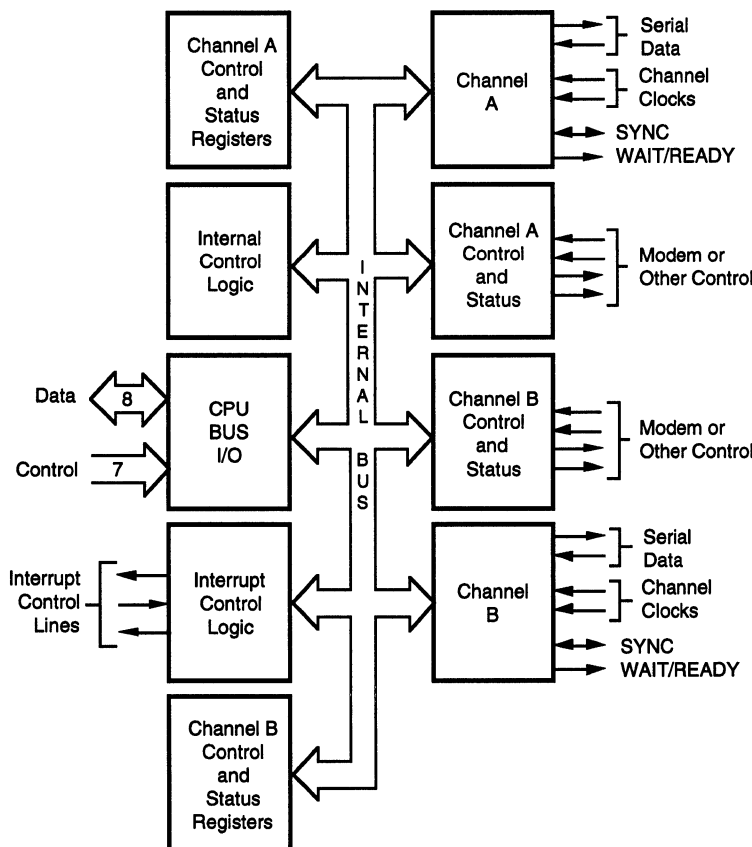 Channel A
Control
and
Status
Registers
Channel
A
Serial
Data
Channel
Clocks
SYNC
WAIT/READY
Internal
Control
Logic
Channel A
Control
and
Status
Modem or
Other Control
INTERNAL BUS
Data
8
Control
7
CPU
BUS
I/O
Channel B
Control
and
Status
Modem or
Other Control
Interrupt
Control
Lines
Interrupt
Control
Logic
Channel
B
Serial
Data
Channel
Clocks
SYNC
WAIT/READY
Channel B
Control
and
Status
Registers